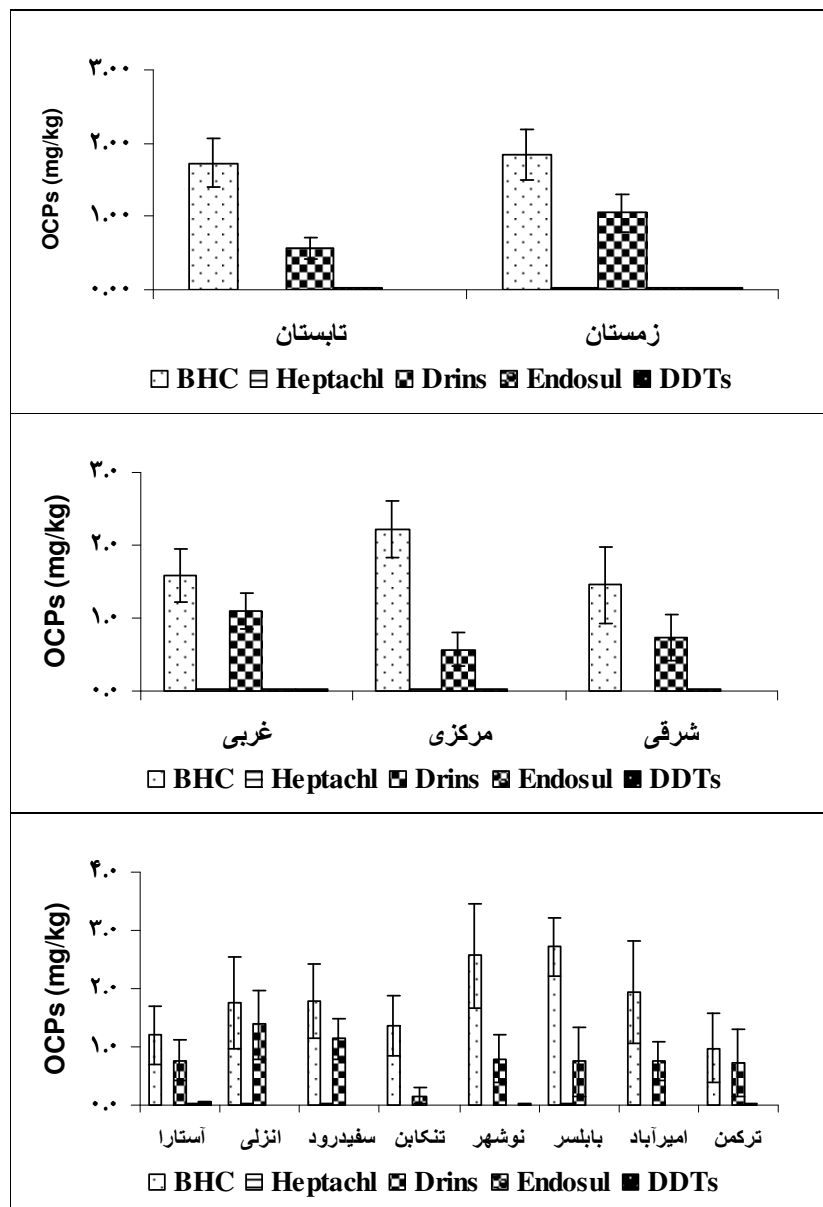 OCPs (mg/kg)
۳.۰۰
۲.۰۰
۱.۰۰
۰.۰۰
تابستان زمستان
BHC Heptachl Drins Endosul DDTs
OCPs (mg/kg)
۳.۰
۲.۰
۱.۰
۰.۰
غربی مرکزی شرقی
BHC Heptachl Drins Endosul DDTs
OCPs (mg/kg)
۴.۰
۳.۰
۲.۰
۱.۰
۰.۰
آستارا انزلی سفیدرود تنکابن نوشهر بابلسر امیرآباد ترکمن
BHC Heptachl Drins Endosul DDTs